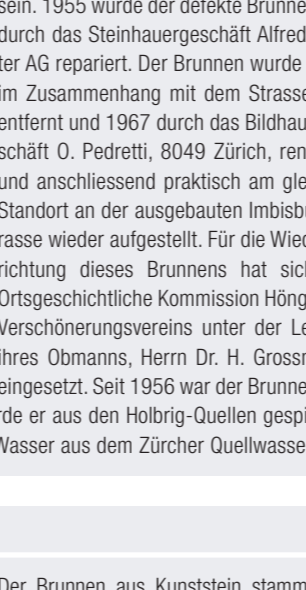 sein. 1955 wurde der defekte Brunne
durch das Steinhauergeschäft Alfred
ter AG repariert. Der Brunnen wurde
im Zusammenhang mit dem Strasse
entfernt und 1967 durch das Bildhau
schäft O. Pedretti, 8049 Zürich, ren
und anschliessend praktisch am gle
Standort an der ausgebauten Imbisb
rasse wieder aufgestellt. Für die Wied
richtung dieses Brunnens hat sic
Ortsgeschichtliche Kommission Höng
Verschönerungsvereins unter der Le
ihres Obmanns, Herrn Dr. H. Grossr
eingesetzt. Seit 1956 war der Brunne
rde er aus den Holbrig-Quellen gespi
Wasser aus dem Zürcher Quellwasse
Der Brunnen aus Kunststein stamm